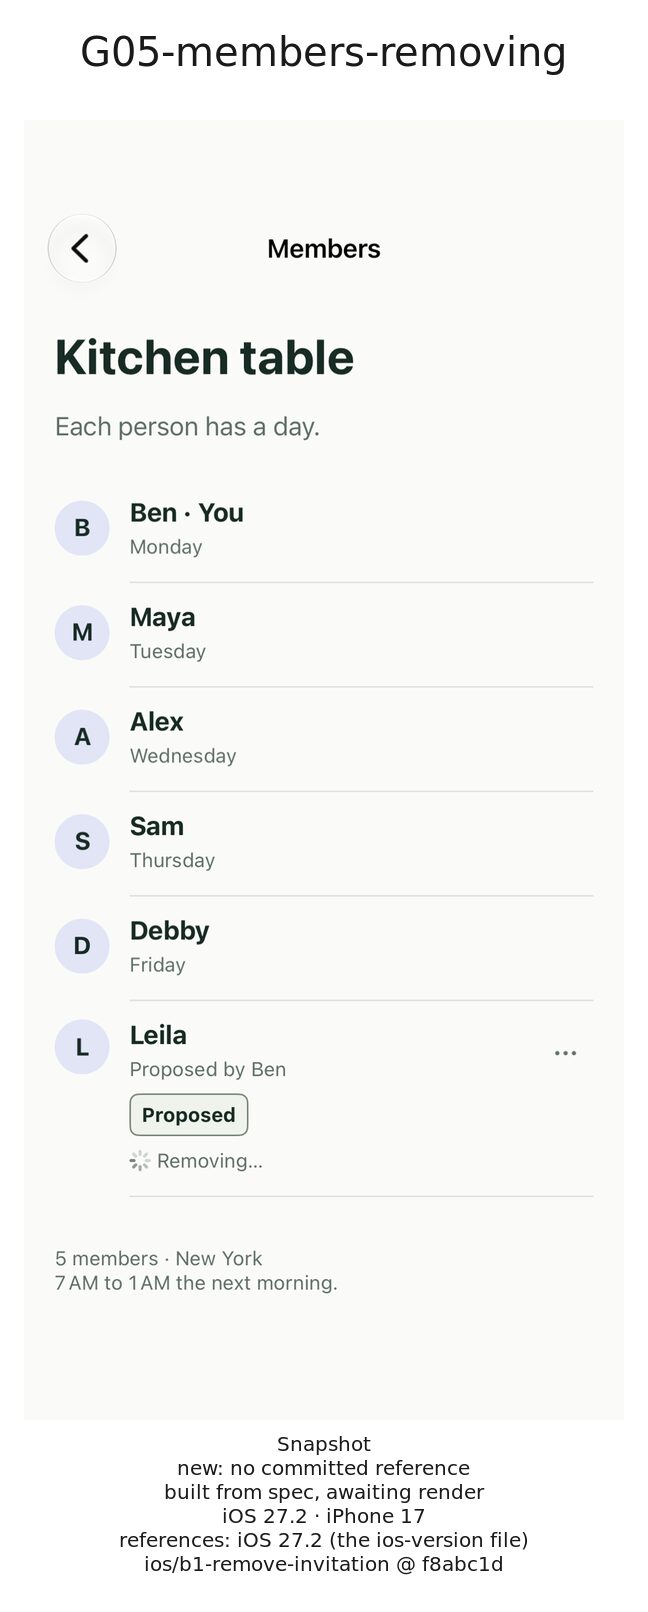 G05-members-removing
Members
Kitchen table
Each person has a day.
B
Ben · You
Monday
M
Maya
Tuesday
A
Alex
Wednesday
S
Sam
Thursday
D
Debby
Friday
L
Leila
Proposed by Ben
Proposed
Removing…
5 members · New York
7 AM to 1 AM the next morning.
Snapshot
new: no committed reference
built from spec, awaiting render
iOS 27.2 · iPhone 17
references: iOS 27.2 (the ios-version file)
ios/b1-remove-invitation @ f8abc1d